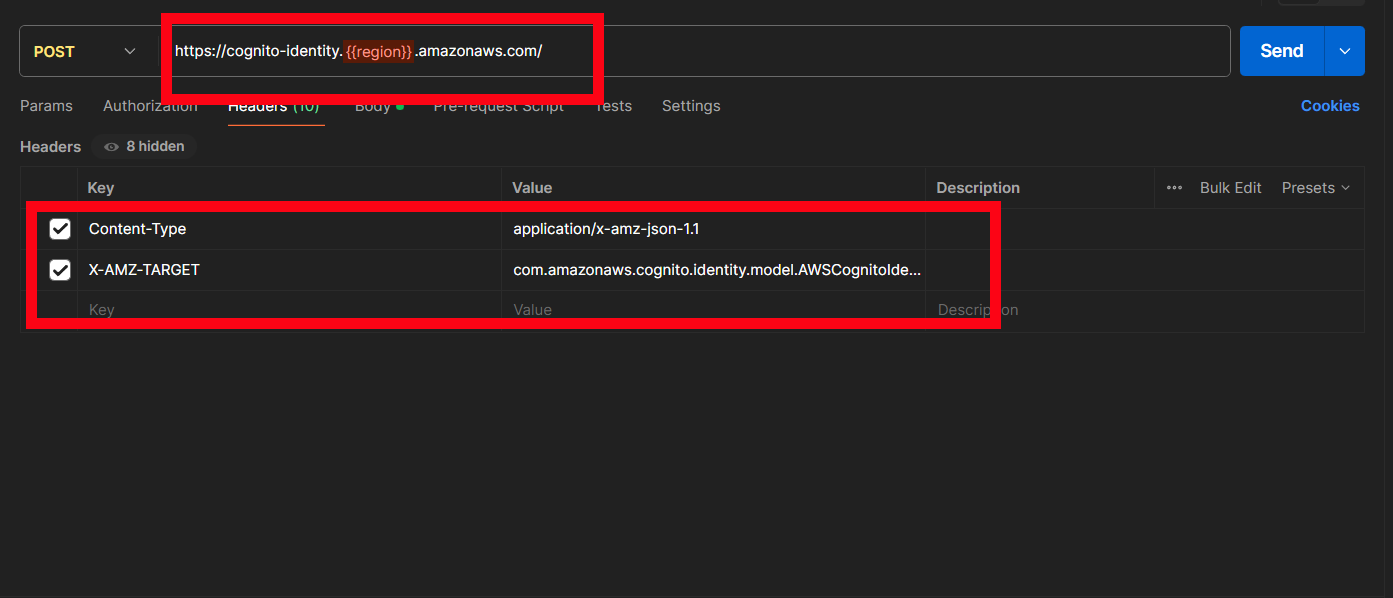 POST https://cognito-identity.{{region}}.amazonaws.com/ Send
Params Authorization Headers (10) Body Pre-request Script Tests Settings Cookies
Headers 8 hidden
Key Value Description ••• Bulk Edit Presets
Content-Type application/x-amz-json-1.1
X-AMZ-TARGET com.amazonaws.cognito.identity.model.AWSCognitoIde...
Key Value Description